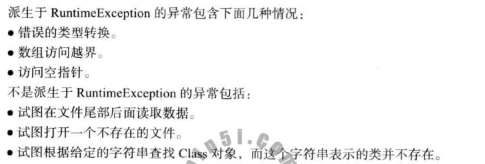 派生于 RuntimeException 的异常包含下面几种情况：
● 错误的类型转换。
● 数组访问越界。
● 访问空指针。
不是派生于 RuntimeException 的异常包括：
● 试图在文件尾部后面读取数据。
● 试图打开一个不存在的文件。
● 试图根据给定的字符串查找 Class 对象，而这个字符串表示的类并不存在。